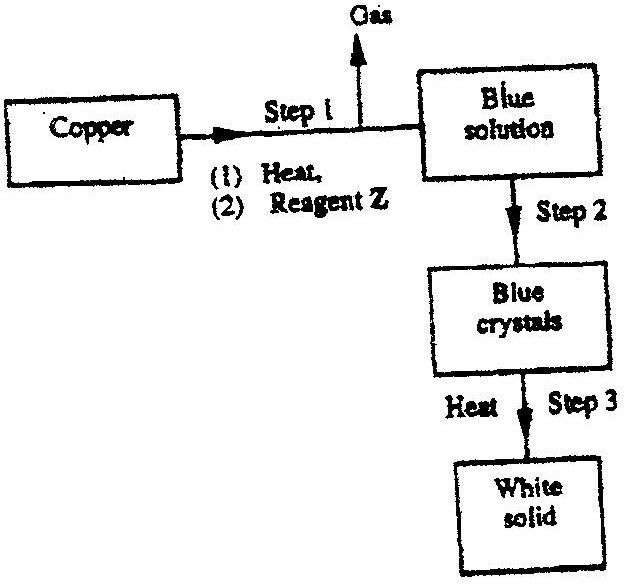 Gas
Copper
Step 1
(1) Heat,
(2) Reagent Z
Blue
solution
Step 2
Blue
crystals
Heat
Step 3
White
solid